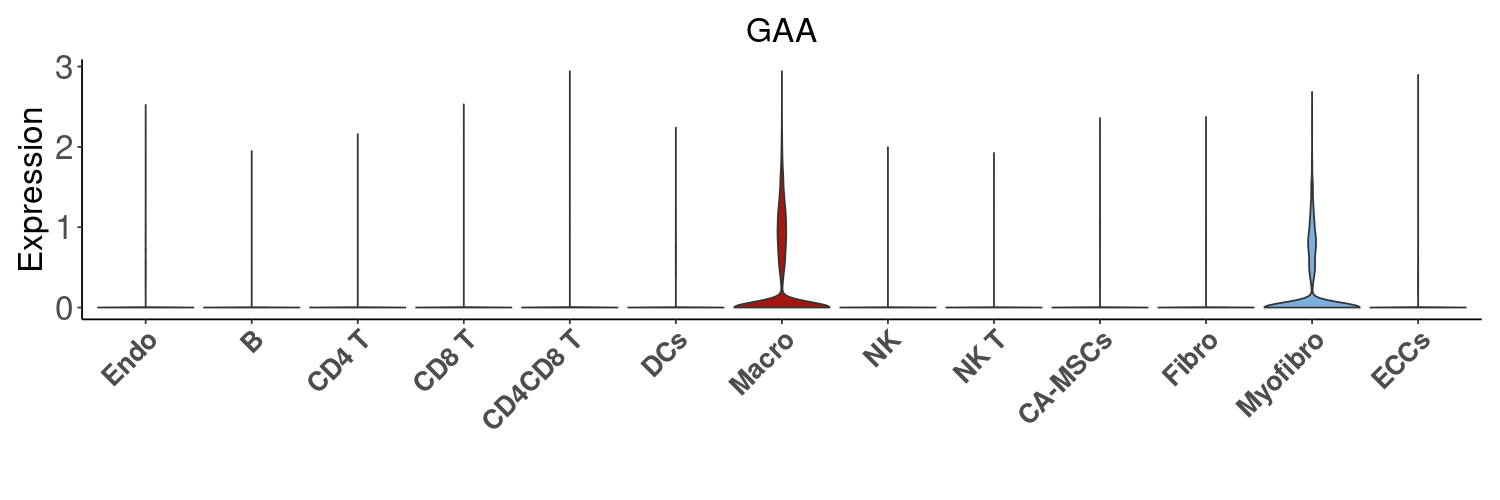 GAA
Expression
3
2
1
0
Endo
B
CD4 T
CD8 T
CD4CD8 T
DCs
Macro
NK
NK T
CA-MSCs
Fibro
Myofibro
ECCs